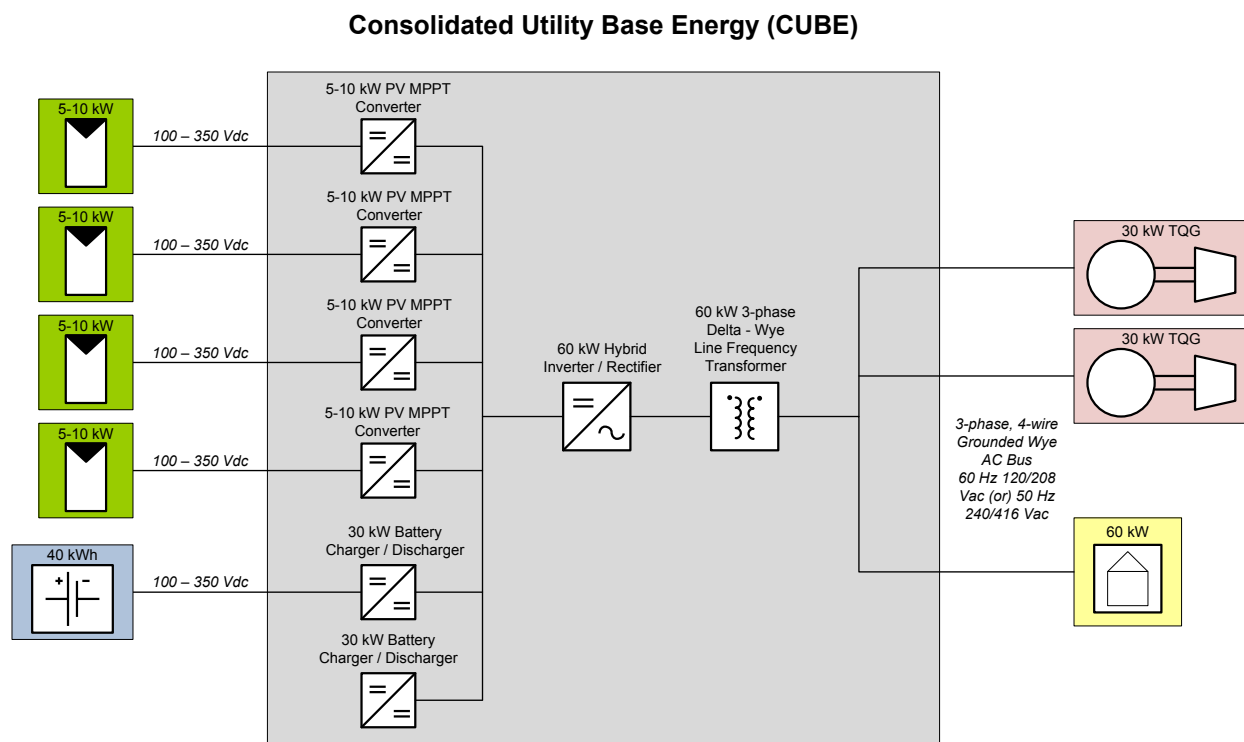 Consolidated Utility Base Energy (CUBE)
5-10 kW
100 – 350 Vdc
5-10 kW PV MPPT
Converter
5-10 kW
100 – 350 Vdc
5-10 kW PV MPPT
Converter
5-10 kW
100 – 350 Vdc
5-10 kW PV MPPT
Converter
5-10 kW
100 – 350 Vdc
5-10 kW PV MPPT
Converter
40 kWh
+ -
100 – 350 Vdc
30 kW Battery
Charger / Discharger
30 kW Battery
Charger / Discharger
60 kW Hybrid
Inverter / Rectifier
60 kW 3-phase
Delta - Wye
Line Frequency
Transformer
30 kW TQG
30 kW TQG
3-phase, 4-wire
Grounded Wye
AC Bus
60 Hz 120/208
Vac (or) 50 Hz
240/416 Vac
60 kW